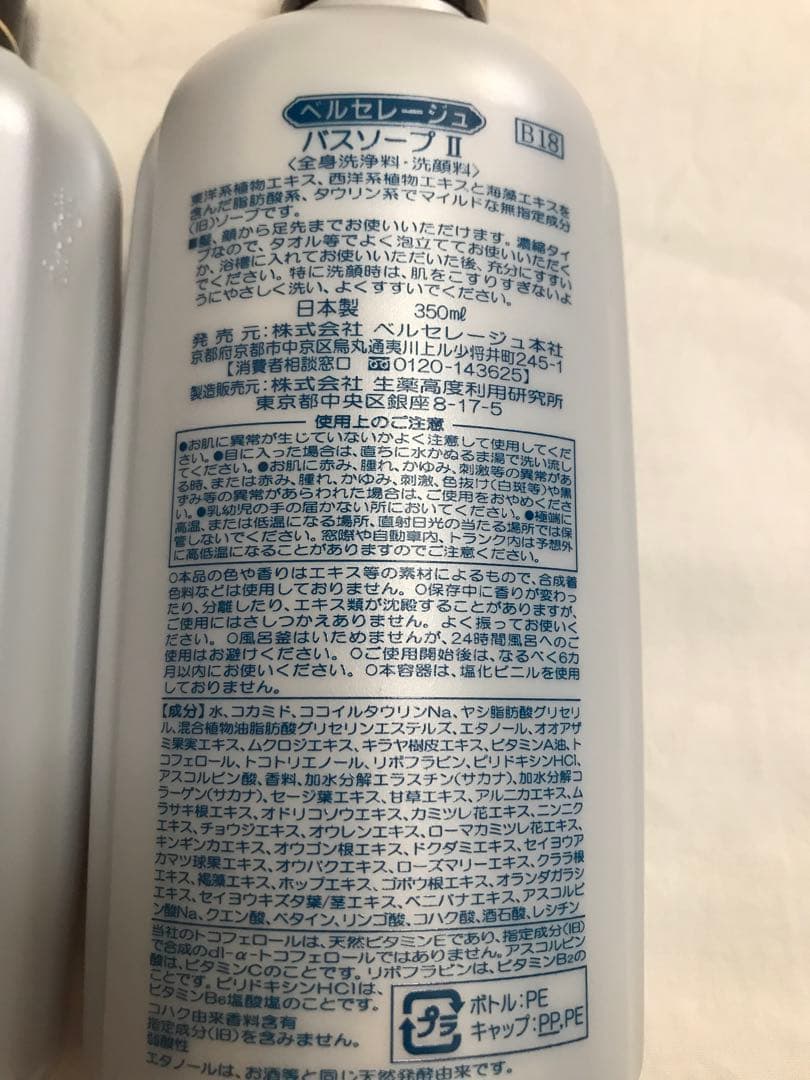 ベルセレージュ
バスソープⅡ
B18
〈全身洗浄料・洗顔料〉
東洋系植物エキス、西洋系植物エキスと海藻エキスを
含んだ脂肪酸系、タウリン系でマイルドな無指定成分
(旧)ソープです。
■髪、顔から足先までお使いいただけます。濃縮タイ
プなので、タオル等でよく泡立ててお使いいただく
か、浴槽に入れてお使いいただいた後、充分にすすい
でください。特に洗顔時は、肌をこすりすぎないよ
うにやさしく洗い、よくすすいでください。
日本製 350㎖
発売元:株式会社 ベルセレージュ本社
京都府京都市中京区烏丸通夷川上ル少将井町245-1
【消費者相談窓口 0120-143625】
製造販売元:株式会社 生薬高度利用研究所
東京都中央区銀座8-17-5
使用上のご注意
●お肌に異常が生じていないかよく注意して使用してくだ
さい。●目に入った場合は、直ちに水かぬるま湯で洗い流し
てください。●お肌に赤み、腫れ、かゆみ、刺激等の異常があ
る時、または赤み、腫れ、かゆみ、刺激、色抜け(白斑等)や黒
ずみ等の異常があらわれた場合は、ご使用をおやめくださ
い。●乳幼児の手の届かない所においてください。●極端に
高温、または低温になる場所、直射日光の当たる場所では保
管しないでください。窓際や自動車内、トランク内は予想外
に高低温になることがありますのでご注意ください。
○本品の色や香りはエキス等の素材によるもので、合成着
色料などは使用しておりません。○保存中に香りが変わっ
たり、分離したり、エキス類が沈殿することがありますが、
ご使用にはさしつかえありません。よく振ってお使いく
ださい。○風呂釜はいためませんが、24時間風呂へのご
使用はお避けください。○ご使用開始後は、なるべく6カ
月以内にお使いください。○本容器は、塩化ビニルを使用
しておりません。
【成分】水、コカミド、ココイルタウリンNa、ヤシ脂肪酸グリセリ
ル、混合植物油脂肪酸グリセリンエステルズ、エタノール、オオアザ
ミ果実エキス、ムクロジエキス、キラヤ樹皮エキス、ビタミンA油、ト
コフェロール、トコトリエノール、リボフラビン、ピリドキシンHCl、
アスコルビン酸、香料、加水分解エラスチン(サカナ)、加水分解コ
ラーゲン(サカナ)、セージ葉エキス、甘草エキス、アルニカエキス、ム
ラサキ根エキス、オドリコソウエキス、カミツレ花エキス、ニンニク
エキス、チョウジエキス、オウレンエキス、ローマカミツレ花エキス、
キンギンカエキス、オウゴン根エキス、ドクダミエキス、セイヨウア
カマツ球果エキス、オウバクエキス、ローズマリーエキス、クララ根
エキス、褐藻エキス、ホップエキス、ゴボウ根エキス、オランダガラシ
エキス、セイヨウキズタ葉/茎エキス、ベニバナエキス、アスコルビ
ン酸Na、クエン酸、ベタイン、リンゴ酸、コハク酸、酒石酸、レシチン
当社のトコフェロールは、天然ビタミンEであり、指定成分(旧)
で合成のdl-α-トコフェロールではありません。アスコルビン
酸は、ビタミンCのことです。リボフラビンは、ビタミンB₂の
ことです。ピリドキシンHClは、
ビタミンB₆塩酸塩のことです。
コハク由来香料含有
指定成分(旧)を含みません。
弱酸性
エタノールは、お酒等と同じ天然発酵由来です。
プラ
ボトル:PE
キャップ:PP,PE